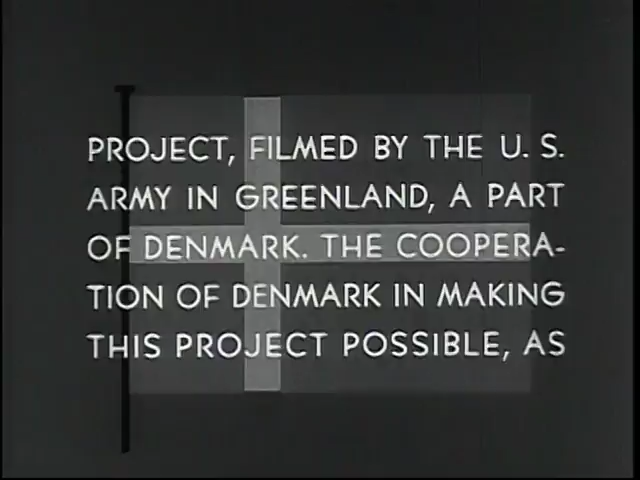 PROJECT, FILMED BY THE U. S.
ARMY IN GREENLAND, A PART
OF DENMARK. THE COOPERA-
TION OF DENMARK IN MAKING
THIS PROJECT POSSIBLE, AS